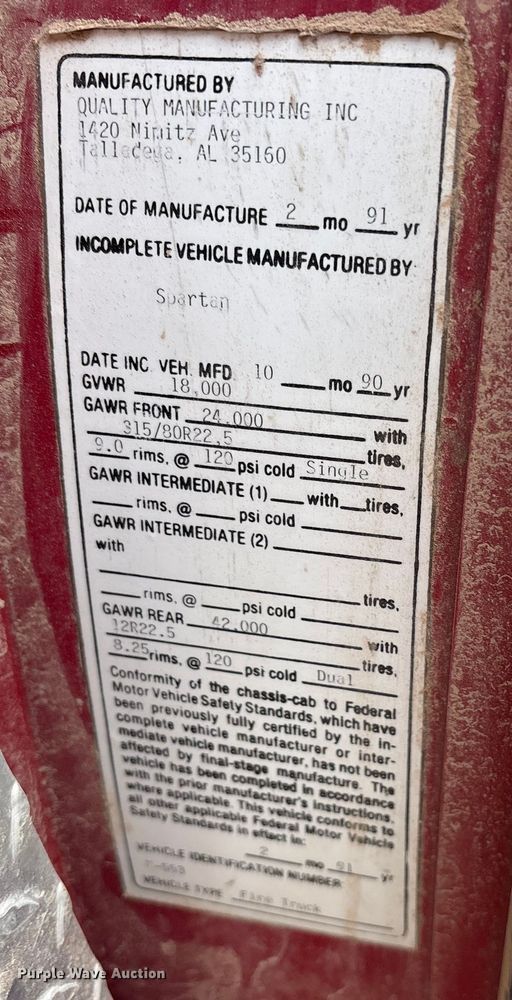 MANUFACTURED BY
QUALITY MANUFACTURING INC
1420 Nimitz Ave
Talledega, AL 35160
DATE OF MANUFACTURE 2 mo 91 yr
INCOMPLETE VEHICLE MANUFACTURED BY:
Spartan
DATE INC. VEH. MFD. 10 mo 90 yr
GVWR 18,000
GAWR FRONT 24,000 with
315/80R22.5 tires,
9.0 rims, @ 120 psi cold Single
GAWR INTERMEDIATE (1) with tires,
rims, @ psi cold
GAWR INTERMEDIATE (2)
with
tires,
rims, @ psi cold
GAWR REAR 42,000 with
12R22.5 tires,
8.25 rims, @ 120 psi cold Dual
Conformity of the chassis-cab to Federal
Motor Vehicle Safety Standards, which have
been previously fully certified by the in-
complete vehicle manufacturer or inter-
mediate vehicle manufacturer, has not been
affected by final-stage manufacture. The
vehicle has been completed in accordance
with the prior manufacturer's instructions,
where applicable. This vehicle conforms to
all other applicable Federal Motor Vehicle
Safety Standards in effect in:
2 mo 91 yr
VEHICLE IDENTIFICATION NUMBER
VEHICLE TYPE Fire Truck
Purple Wave Auction